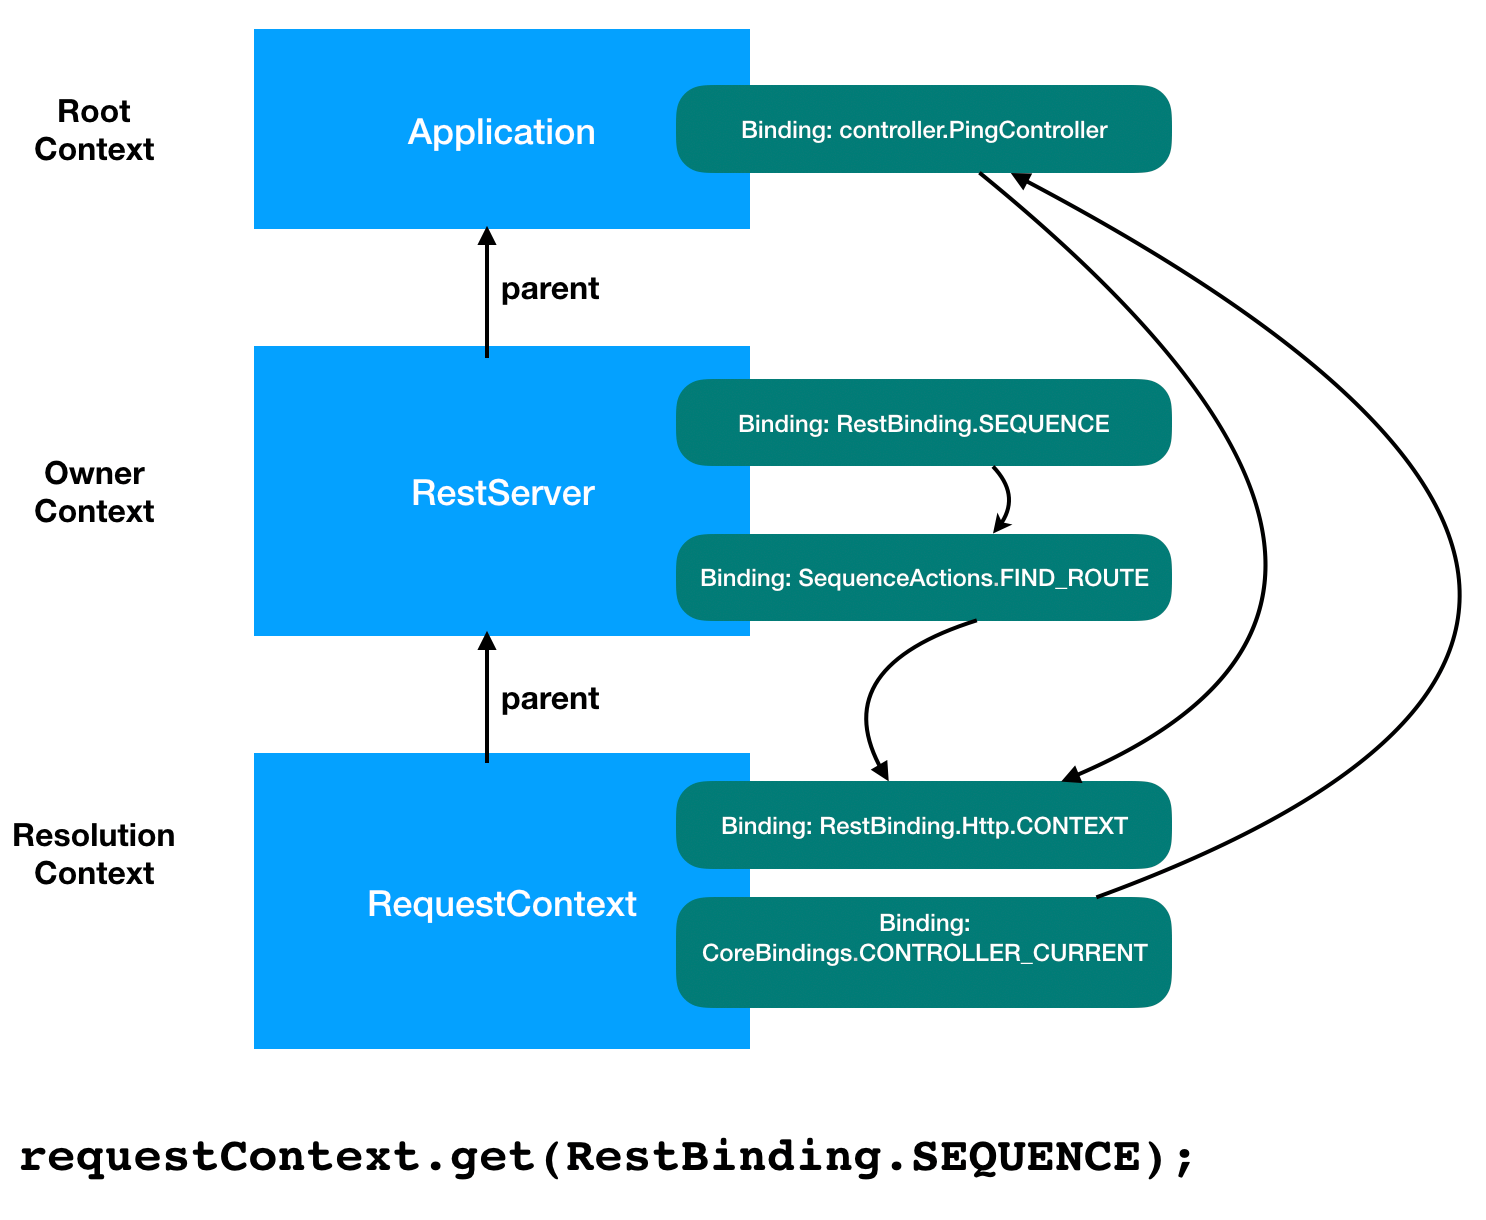 Root
Context
Application
Binding: controller.PingController
parent
Owner
Context
RestServer
Binding: RestBinding.SEQUENCE
Binding: SequenceActions.FIND_ROUTE
parent
Resolution
Context
RequestContext
Binding: RestBinding.Http.CONTEXT
Binding:
CoreBindings.CONTROLLER_CURRENT
requestContext.get(RestBinding.SEQUENCE);